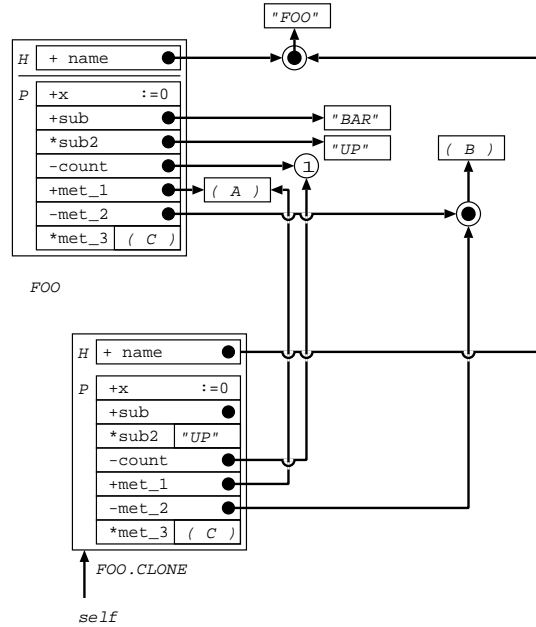 "FOO"
H + name
P +x :=0
+sub "BAR"
*sub2 "UP"
-count 1
+met_1 ( A )
-met_2 ( B )
*met_3 ( C )
FOO
H + name
P +x :=0
+sub
*sub2 "UP"
-count
+met_1
-met_2
*met_3 ( C )
FOO.CLONE
self